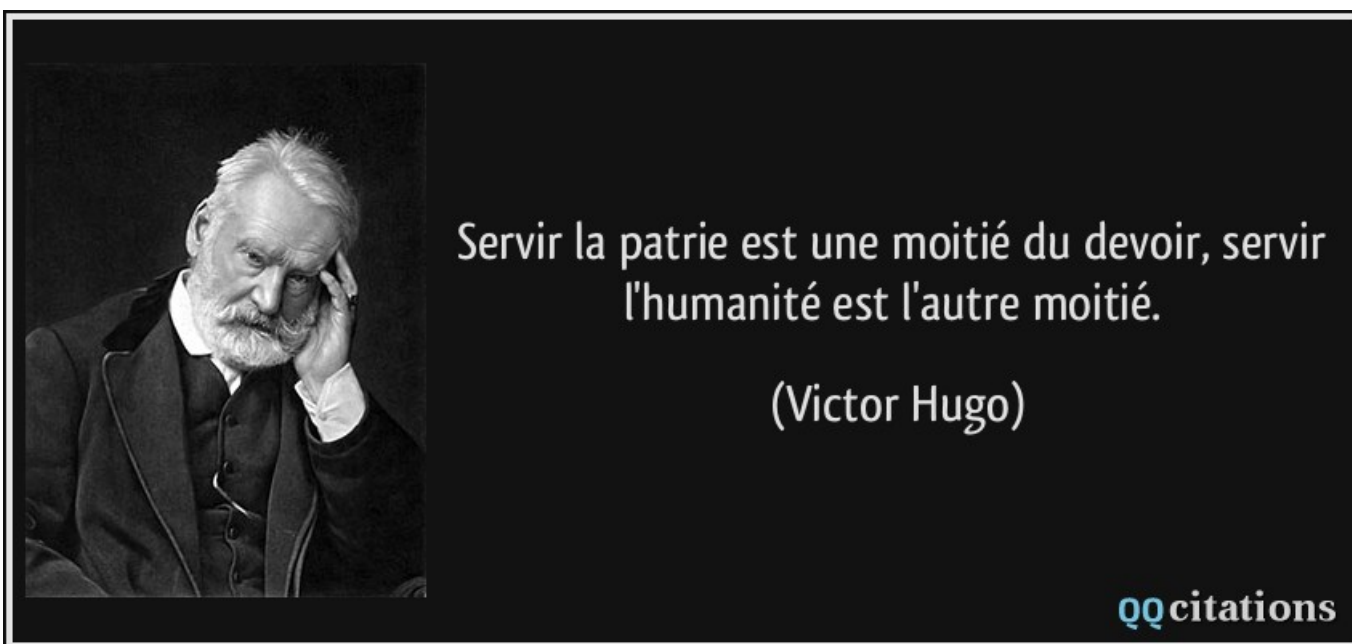 Servir la patrie est une moitié du devoir, servir
l'humanité est l'autre moitié.
(Victor Hugo)
QQcitations